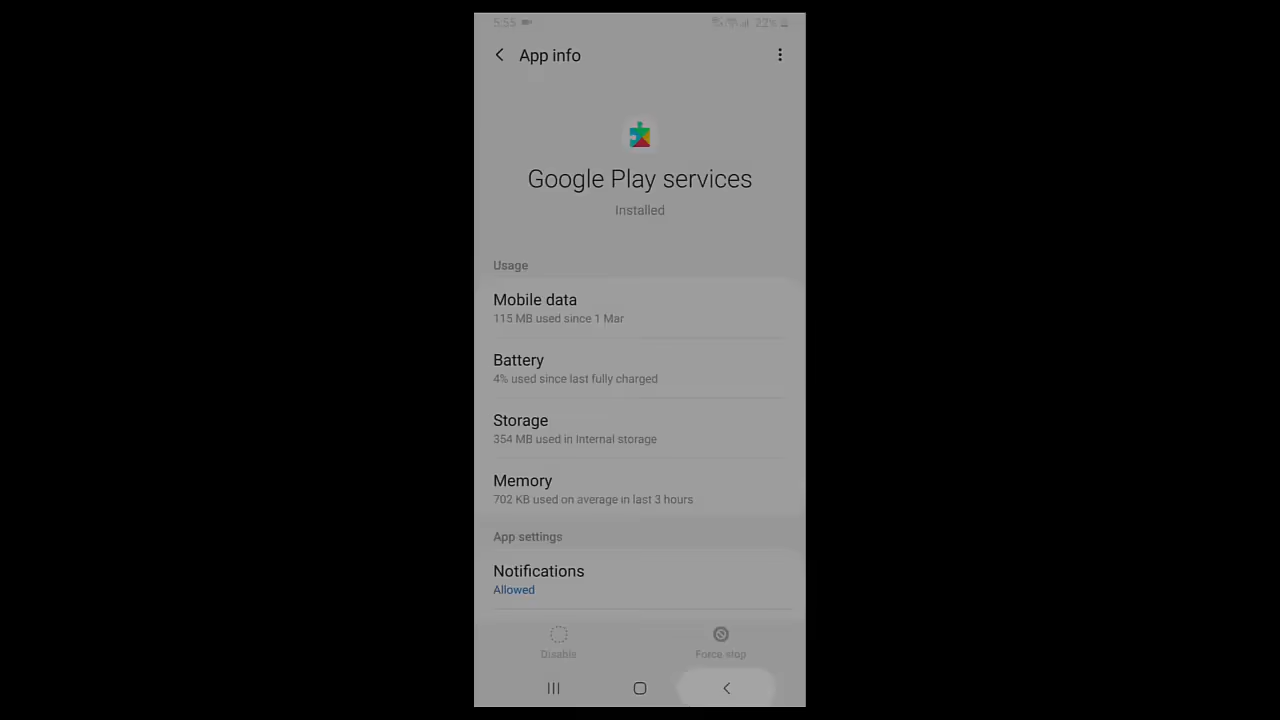 5:55
22%
App info
Google Play services
Installed
Usage
Mobile data
115 MB used since 1 Mar
Battery
4% used since last fully charged
Storage
354 MB used in Internal storage
Memory
702 KB used on average in last 3 hours
App settings
Notifications
Allowed
Disable
Force stop